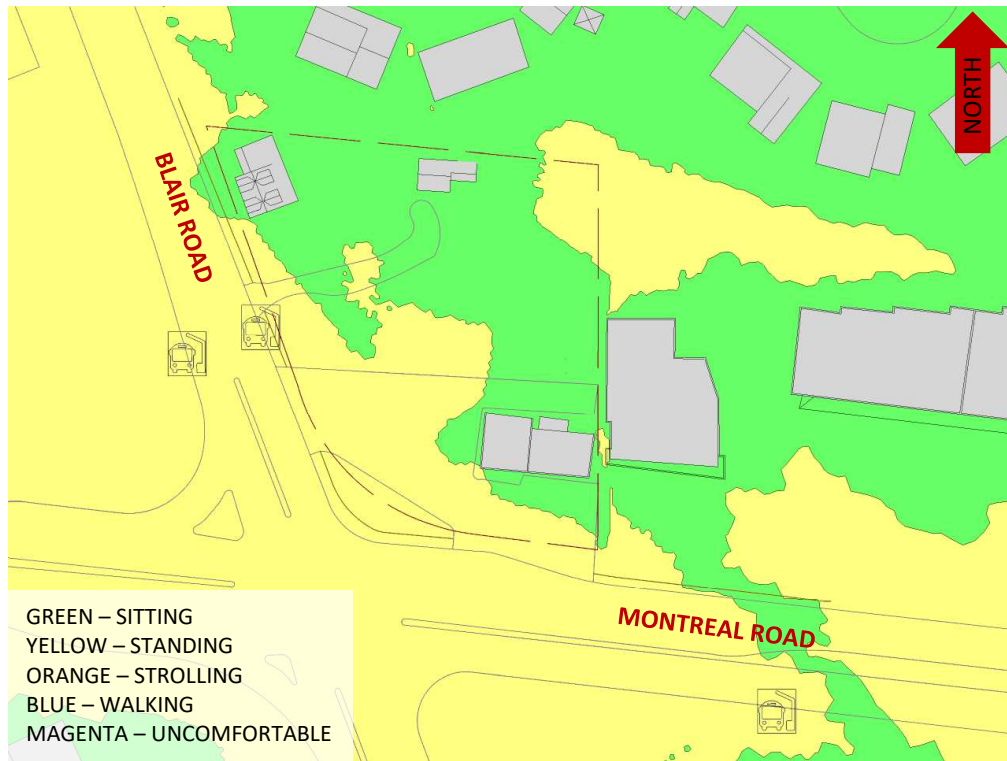 NORTH
BLAIR ROAD
MONTREAL ROAD
GREEN – SITTING
YELLOW – STANDING
ORANGE – STROLLING
BLUE – WALKING
MAGENTA – UNCOMFORTABLE